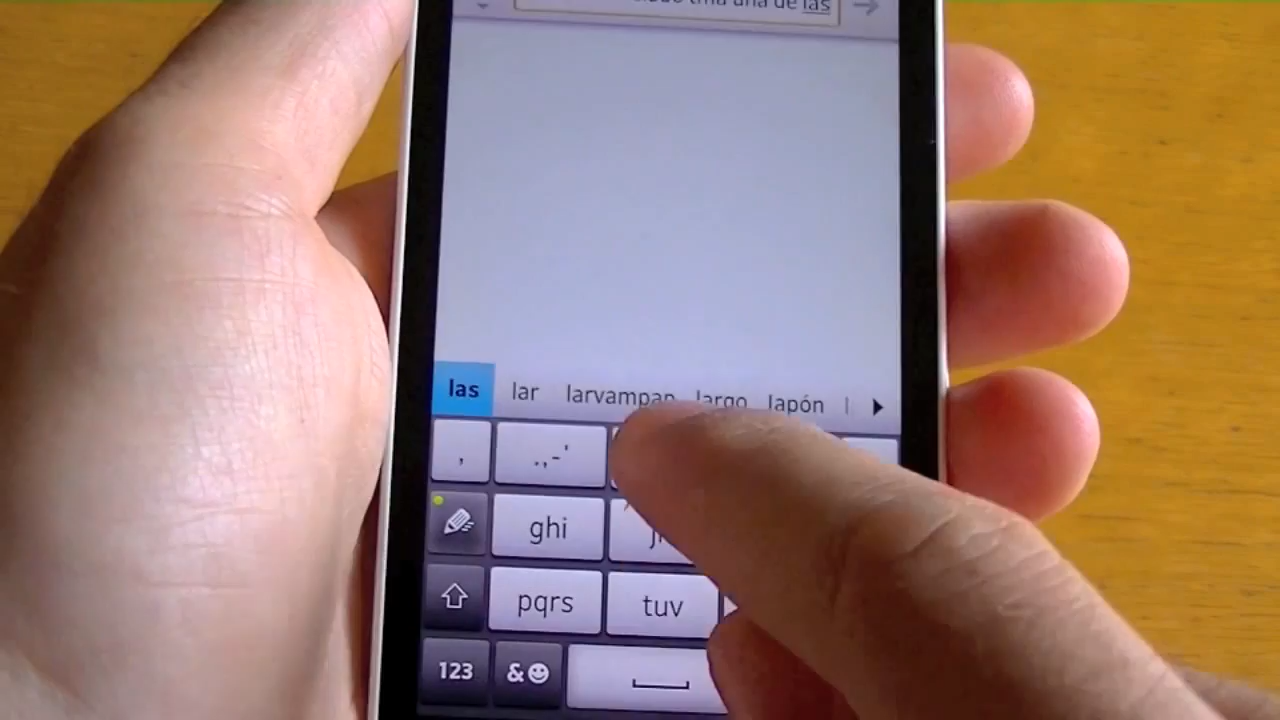 una de las
las lar larvampan largo Japón
, .,-'
ghi
pqrs tuv
123 &